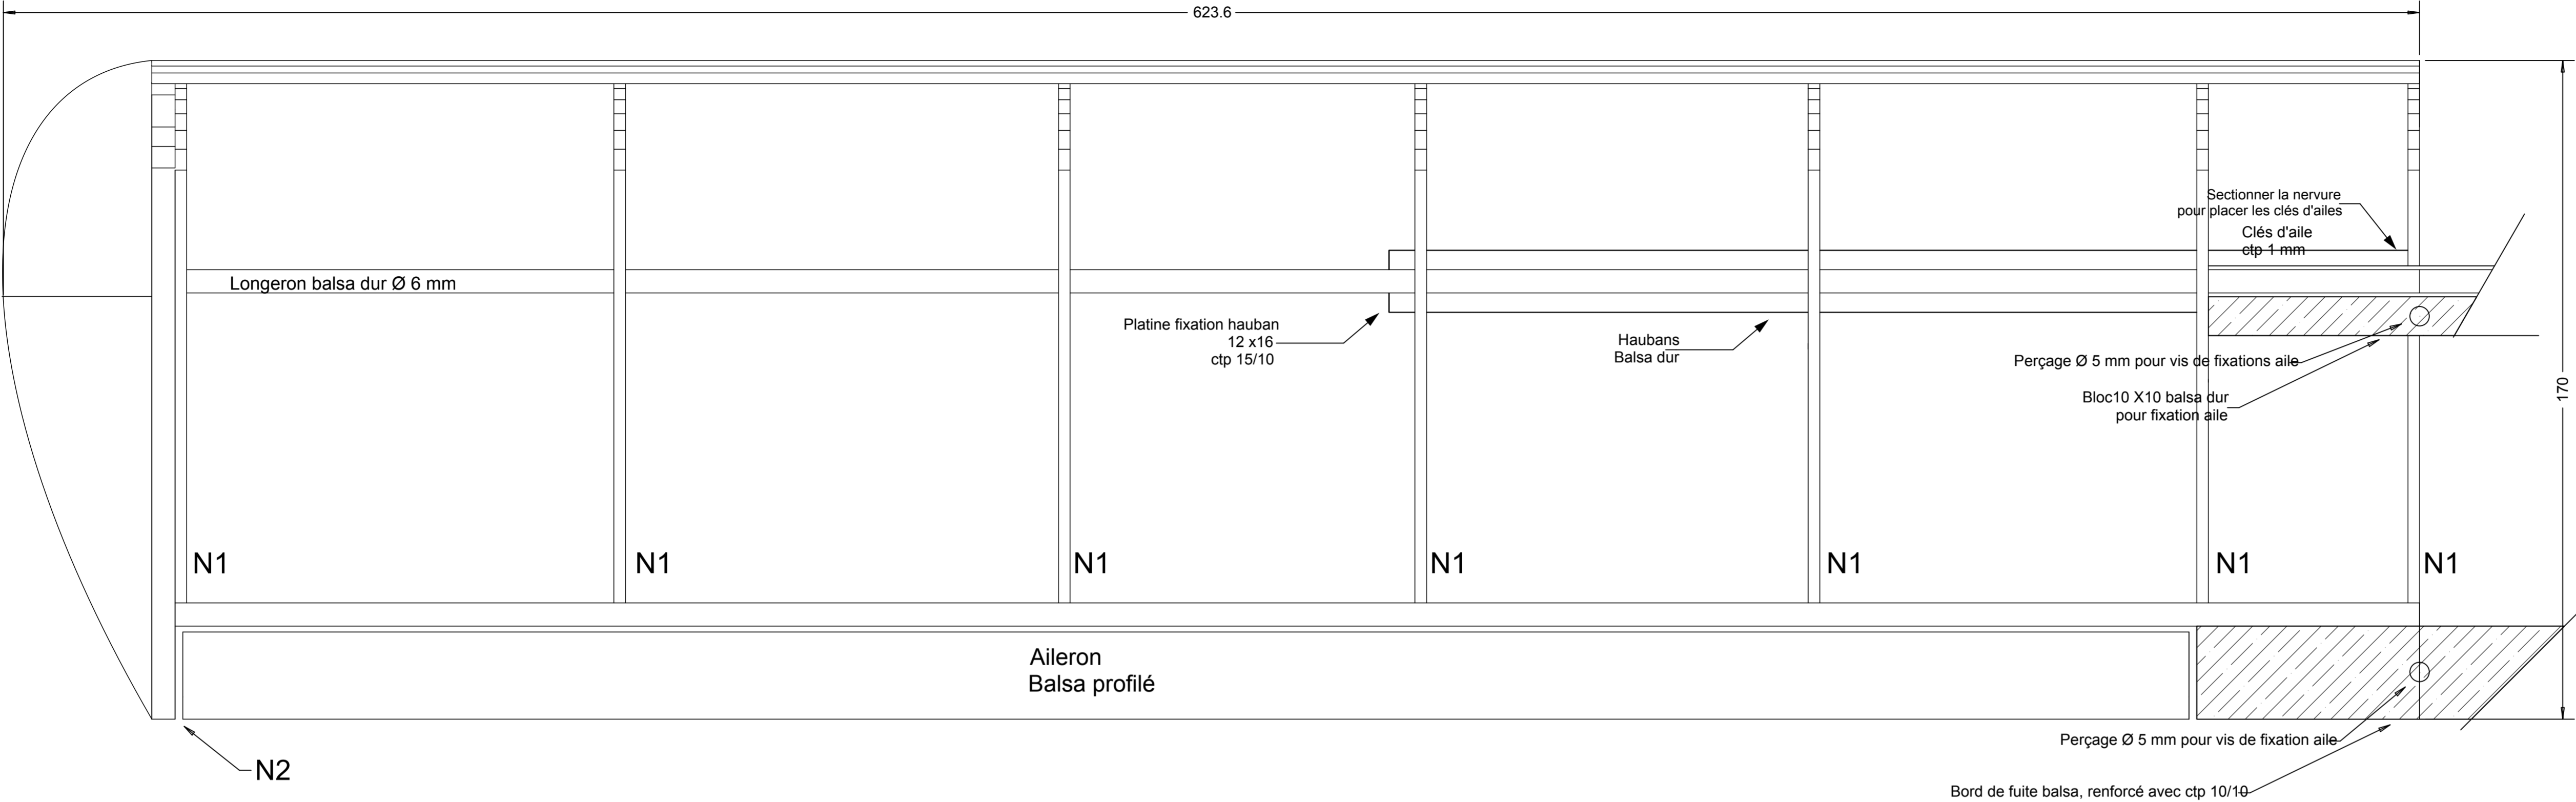 623.6
Sectionner la nervure
pour placer les clés d'ailes
Clés d'aile
ctp 1 mm
Longeron balsa dur Ø 6 mm
Platine fixation hauban
12 x16
ctp 15/10
Haubans
Balsa dur
Perçage Ø 5 mm pour vis de fixations aile
Bloc10 X10 balsa dur
pour fixation aile
170
N1
N1
N1
N1
N1
N1
N1
Aileron
Balsa profilé
N2
Perçage Ø 5 mm pour vis de fixation aile
Bord de fuite balsa, renforcé avec ctp 10/10